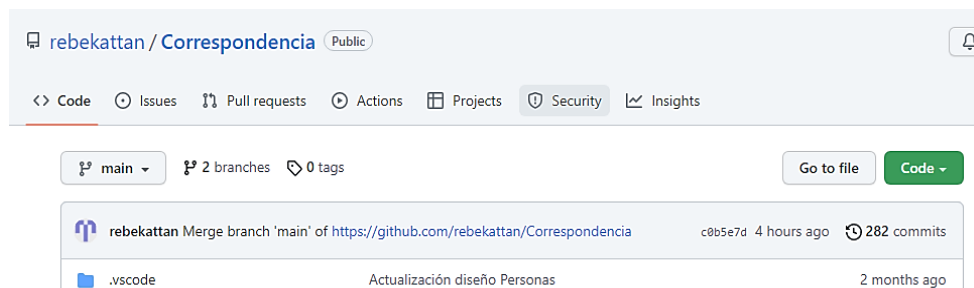 rebekattan / Correspondencia Public
<> Code Issues Pull requests Actions Projects Security Insights
main 2 branches 0 tags Go to file Code
rebekattan Merge branch 'main' of https://github.com/rebekattan/Correspondencia c0b5e7d 4 hours ago 282 commits
.vscode Actualización diseño Personas 2 months ago